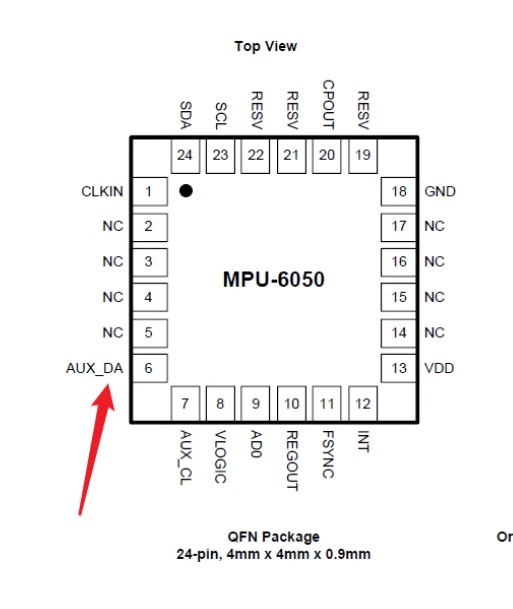 Top View
SDA
SCL
RESV
RESV
CPOUT
RESV
24
23
22
21
20
19
CLKIN 1
18 GND
NC 2
17 NC
NC 3
16 NC
MPU-6050
NC 4
15 NC
NC 5
14 NC
AUX_DA 6
13 VDD
7
8
9
10
11
12
AUX_CL
VLOGIC
AD0
REGOUT
FSYNC
INT
QFN Package
24-pin, 4mm x 4mm x 0.9mm